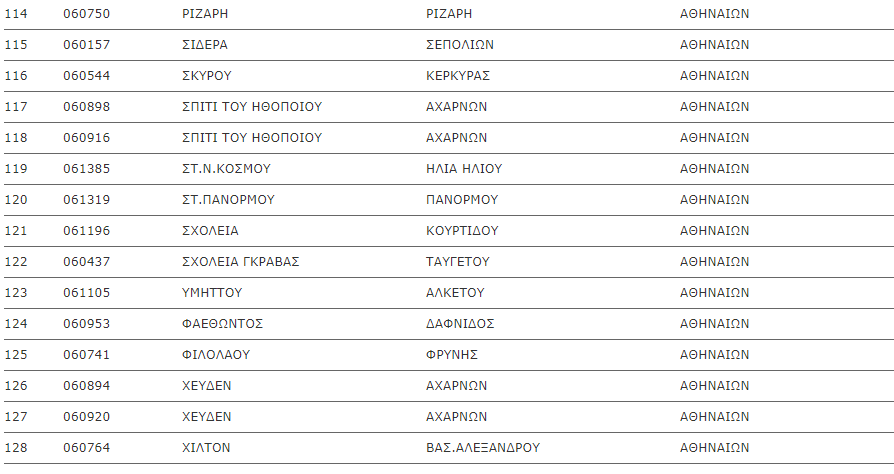 114 060750 ΡΙΖΑΡΗ ΡΙΖΑΡΗ ΑΘΗΝΑΙΩΝ
115 060157 ΣΙΔΕΡΑ ΣΕΠΟΛΙΩΝ ΑΘΗΝΑΙΩΝ
116 060544 ΣΚΥΡΟΥ ΚΕΡΚΥΡΑΣ ΑΘΗΝΑΙΩΝ
117 060898 ΣΠΙΤΙ ΤΟΥ ΗΘΟΠΟΙΟΥ ΑΧΑΡΝΩΝ ΑΘΗΝΑΙΩΝ
118 060916 ΣΠΙΤΙ ΤΟΥ ΗΘΟΠΟΙΟΥ ΑΧΑΡΝΩΝ ΑΘΗΝΑΙΩΝ
119 061385 ΣΤ.Ν.ΚΟΣΜΟΥ ΗΛΙΑ ΗΛΙΟΥ ΑΘΗΝΑΙΩΝ
120 061319 ΣΤ.ΠΑΝΟΡΜΟΥ ΠΑΝΟΡΜΟΥ ΑΘΗΝΑΙΩΝ
121 061196 ΣΧΟΛΕΙΑ ΚΟΥΡΤΙΔΟΥ ΑΘΗΝΑΙΩΝ
122 060437 ΣΧΟΛΕΙΑ ΓΚΡΑΒΑΣ ΤΑΥΓΕΤΟΥ ΑΘΗΝΑΙΩΝ
123 061105 ΥΜΗΤΤΟΥ ΑΛΚΕΤΟΥ ΑΘΗΝΑΙΩΝ
124 060953 ΦΑΕΘΩΝΤΟΣ ΔΑΦΝΙΔΟΣ ΑΘΗΝΑΙΩΝ
125 060741 ΦΙΛΟΛΑΟΥ ΦΡΥΝΗΣ ΑΘΗΝΑΙΩΝ
126 060894 ΧΕΥΔΕΝ ΑΧΑΡΝΩΝ ΑΘΗΝΑΙΩΝ
127 060920 ΧΕΥΔΕΝ ΑΧΑΡΝΩΝ ΑΘΗΝΑΙΩΝ
128 060764 ΧΙΛΤΟΝ ΒΑΣ.ΑΛΕΞΑΝΔΡΟΥ ΑΘΗΝΑΙΩΝ